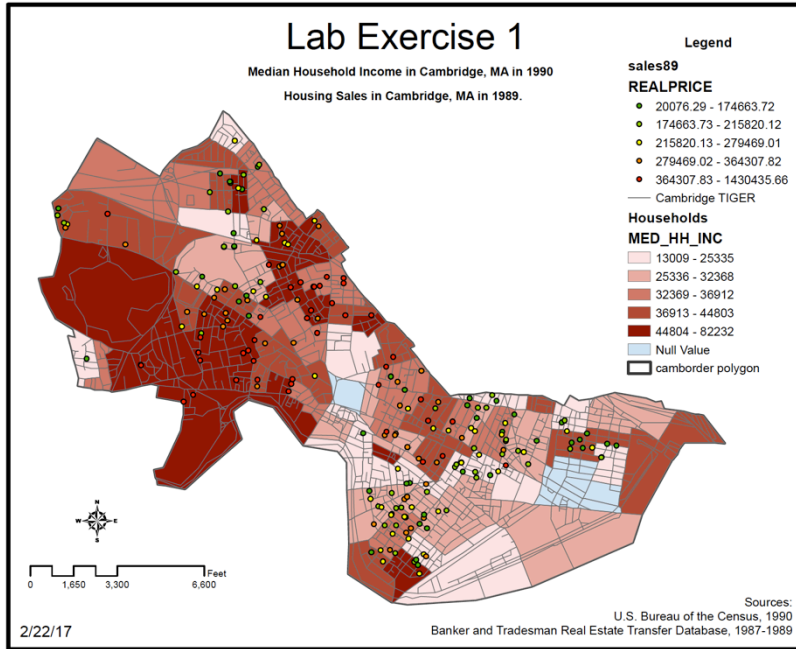 Lab Exercise 1
Median Household Income in Cambridge, MA in 1990
Housing Sales in Cambridge, MA in 1989.
Legend
sales89
REALPRICE
20076.29 - 174663.72
174663.73 - 215820.12
215820.13 - 279469.01
279469.02 - 364307.82
364307.83 - 1430435.66
Cambridge TIGER
Households
MED_HH_INC
13009 - 25335
25336 - 32368
32369 - 36912
36913 - 44803
44804 - 82232
Null Value
camborder polygon
N
W E
S
Feet
0 1,650 3,300 6,600
2/22/17
Sources:
U.S. Bureau of the Census, 1990
Banker and Tradesman Real Estate Transfer Database, 1987-1989